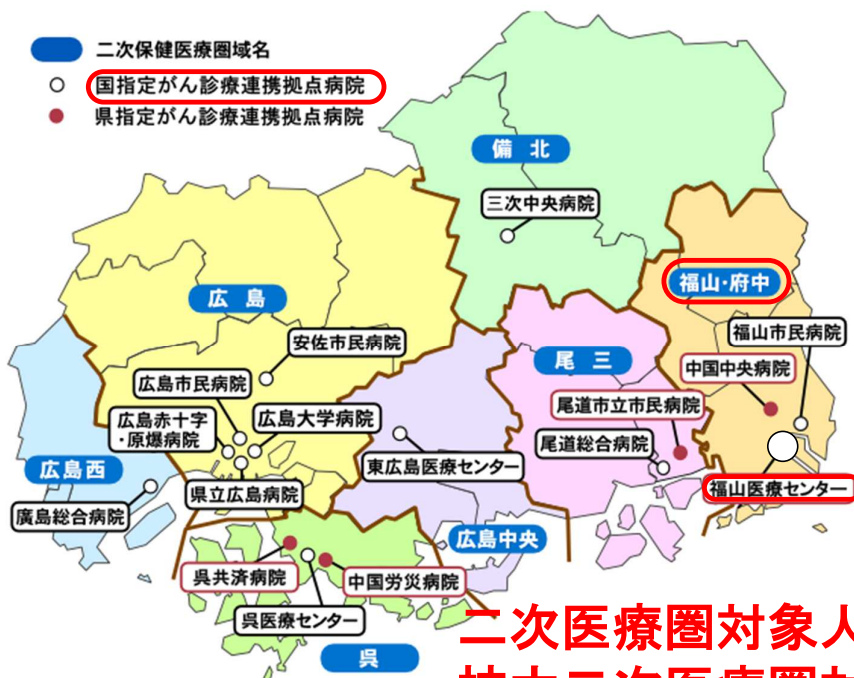 二次保健医療圏域名
国指定がん診療連携拠点病院
県指定がん診療連携拠点病院
備 北
三次中央病院
福山・府中
広 島
福山市民病院
安佐市民病院
尾 三
中国中央病院
広島市民病院
尾道市立市民病院
広島赤十字
・原爆病院
広島大学病院
尾道総合病院
東広島医療センター
広島西
福山医療センター
県立広島病院
廣島総合病院
広島中央
呉共済病院
中国労災病院
呉医療センター
二次医療圏対象人
呉